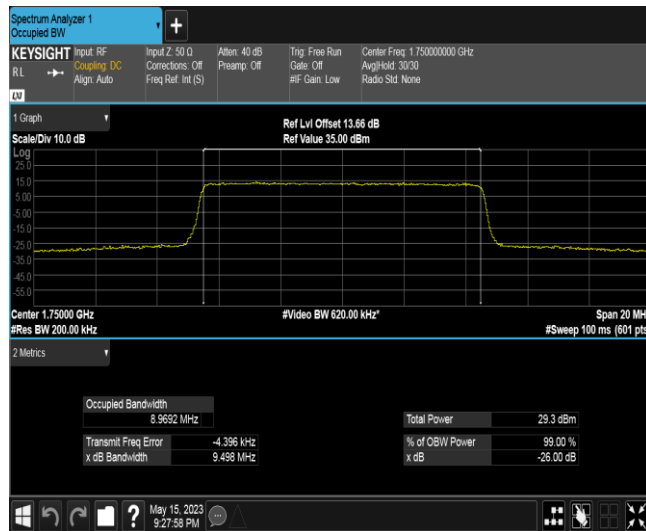 Spectrum Analyzer 1
Occupied BW
+
KEYSIGHT
RL
LXI
Input: RF
Coupling: DC
Align: Auto
Input Z: 50 Ω
Corrections: Off
Freq Ref: Int (S)
Atten: 40 dB
Preamp: Off
Trig: Free Run
Gate: Off
#IF Gain: Low
Center Freq: 1.750000000 GHz
Avg|Hold: 30/30
Radio Std: None
1 Graph
Scale/Div 10.0 dB
Ref Lvl Offset 13.66 dB
Ref Value 35.00 dBm
Log
25.0
15.0
5.00
-5.00
-15.0
-25.0
-35.0
-45.0
-55.0
Center 1.75000 GHz
#Video BW 620.00 kHz*
Span 20 MH
#Res BW 200.00 kHz
#Sweep 100 ms (601 pts
2 Metrics
Occupied Bandwidth
8.9692 MHz
Total Power 29.3 dBm
Transmit Freq Error -4.396 kHz
% of OBW Power 99.00 %
x dB Bandwidth 9.498 MHz
x dB -26.00 dB
?
May 15, 2023
9:27:58 PM